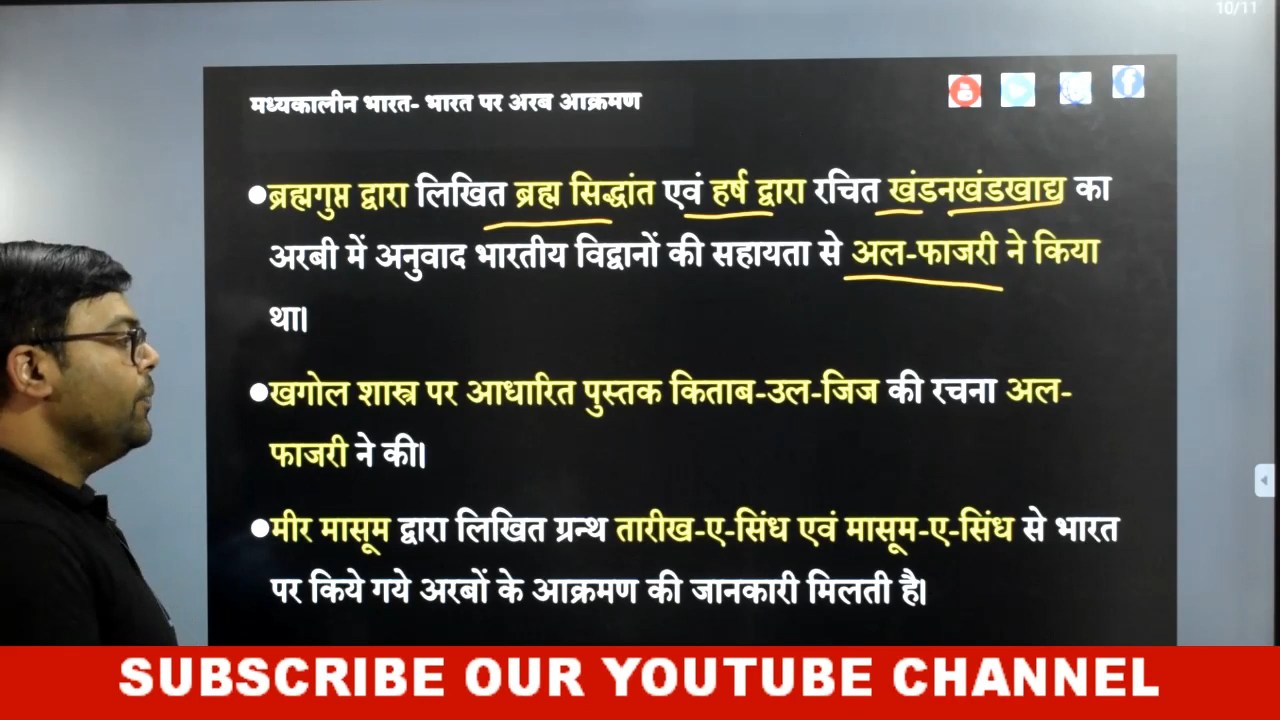 10/11
मध्यकालीन भारत- भारत पर अरब आक्रमण
●ब्रह्मगुप्त द्वारा लिखित ब्रह्म सिद्धांत एवं हर्ष द्वारा रचित खंडनखंडखाद्य का
अरबी में अनुवाद भारतीय विद्वानों की सहायता से अल-फाजरी ने किया
था।
●खगोल शास्त्र पर आधारित पुस्तक किताब-उल-जिज की रचना अल-
फाजरी ने की।
●मीर मासूम द्वारा लिखित ग्रन्थ तारीख-ए-सिंध एवं मासूम-ए-सिंध से भारत
पर किये गये अरबों के आक्रमण की जानकारी मिलती है।
SUBSCRIBE OUR YOUTUBE CHANNEL